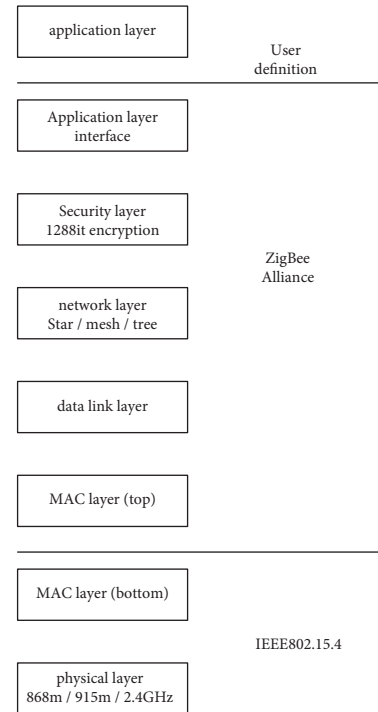 application layer
User
definition
Application layer
interface
Security layer
1288it encryption
ZigBee
Alliance
network layer
Star / mesh / tree
data link layer
MAC layer (top)
MAC layer (bottom)
IEEE802.15.4
physical layer
868m / 915m / 2.4GHz